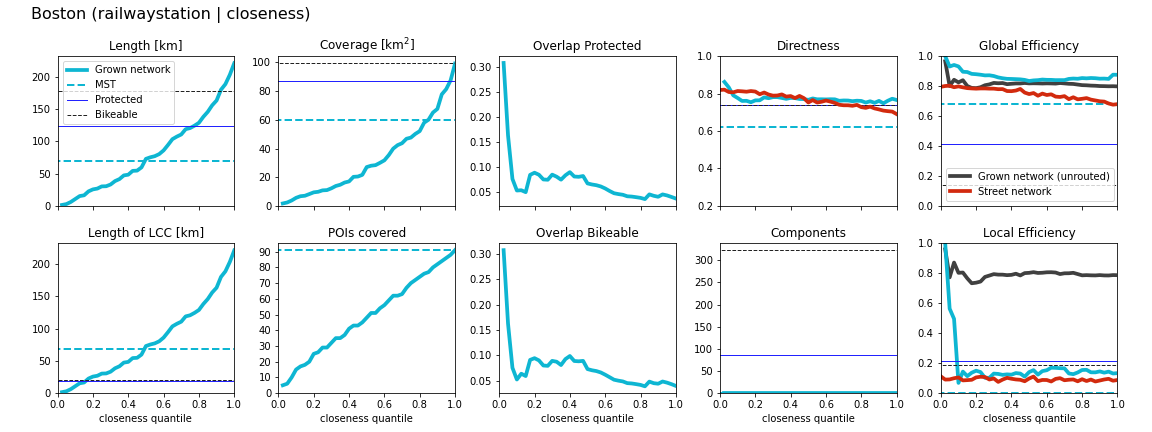 Boston (railwaystation | closeness)
Length [km]
Coverage [km²]
Overlap Protected
Directness
Global Efficiency
200
150
100
50
0
Grown network
MST
Protected
Bikeable
100
80
60
40
20
0
0.30
0.25
0.20
0.15
0.10
0.05
1.0
0.8
0.6
0.4
0.2
1.0
0.8
0.6
0.4
0.2
0.0
Grown network (unrouted)
Street network
Length of LCC [km]
POIs covered
Overlap Bikeable
Components
Local Efficiency
200
150
100
50
0
90
80
70
60
50
40
30
20
10
0
0.30
0.25
0.20
0.15
0.10
0.05
300
250
200
150
100
50
0
1.0
0.8
0.6
0.4
0.2
0.0
0.0 0.2 0.4 0.6 0.8 1.0
0.0 0.2 0.4 0.6 0.8 1.0
0.0 0.2 0.4 0.6 0.8 1.0
0.0 0.2 0.4 0.6 0.8 1.0
0.0 0.2 0.4 0.6 0.8 1.0
closeness quantile
closeness quantile
closeness quantile
closeness quantile
closeness quantile